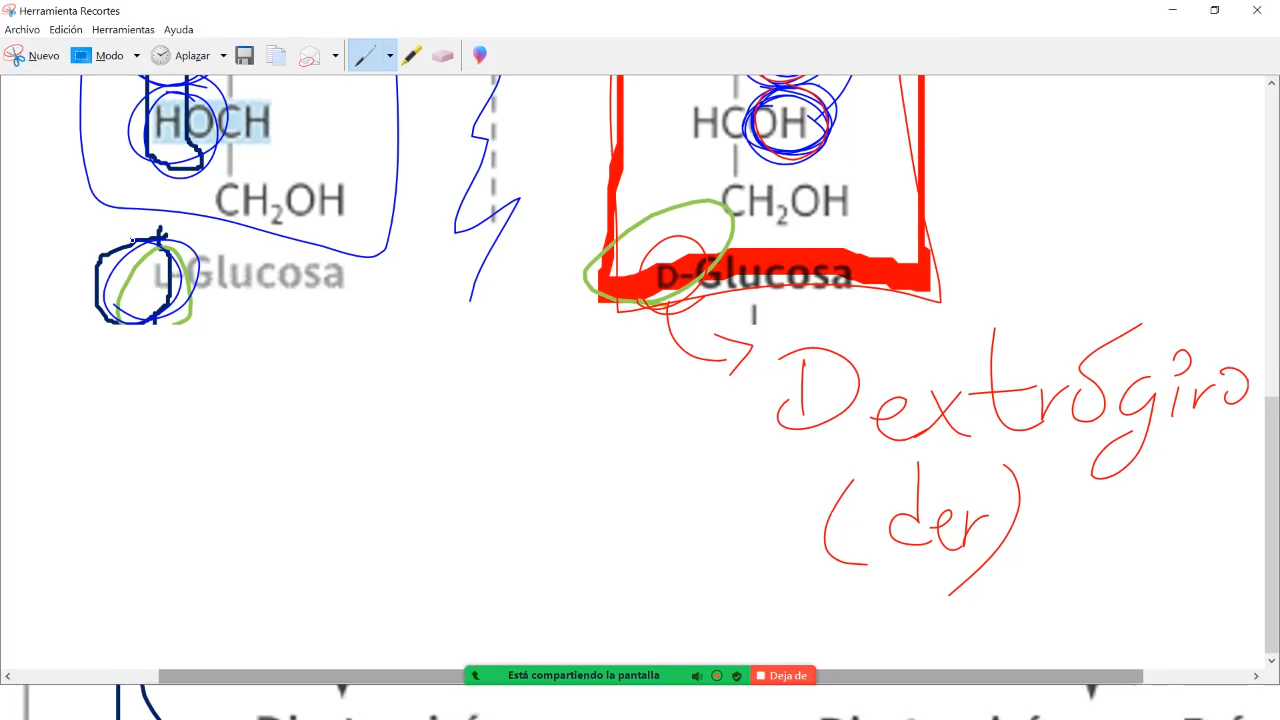 Herramienta Recortes
Archivo Edición Herramientas Ayuda
Nuevo Modo Aplazar
HOCH HCOH
CH₂OH CH₂OH
L-Glucosa D-Glucosa
Dextrógiro
(der)
Está compartiendo la pantalla Deja de